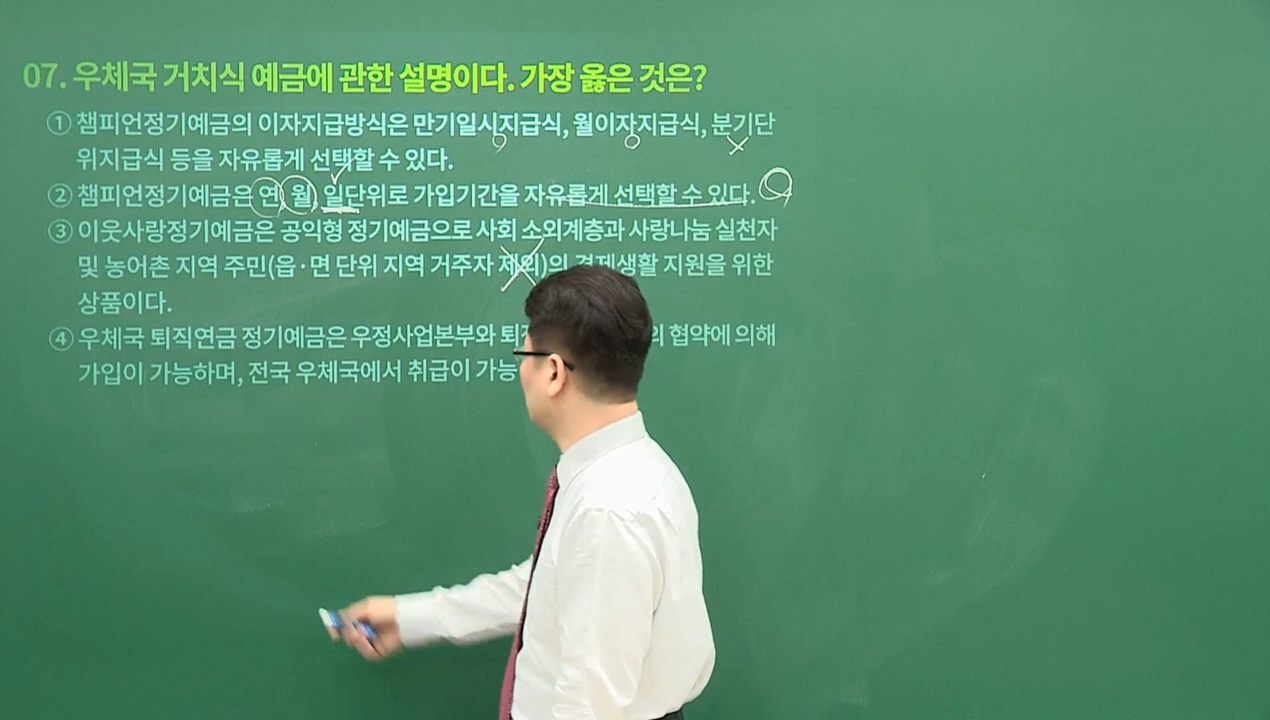 07. 우체국 거치식 예금에 관한 설명이다. 가장 옳은 것은?
① 챔피언정기예금의 이자지급방식은 만기일시지급식, 월이자지급식, 분기단
위지급식 등을 자유롭게 선택할 수 있다.
② 챔피언정기예금은 연, 월, 일단위로 가입기간을 자유롭게 선택할 수 있다.
③ 이웃사랑정기예금은 공익형 정기예금으로 사회 소외계층과 사랑나눔 실천자
및 농어촌 지역 주민(읍·면 단위 지역 거주자 제외)의 경제생활 지원을 위한
상품이다.
④ 우체국 퇴직연금 정기예금은 우정사업본부와 의 협약에 의해
가입이 가능하며, 전국 우체국에서 취급이 가능